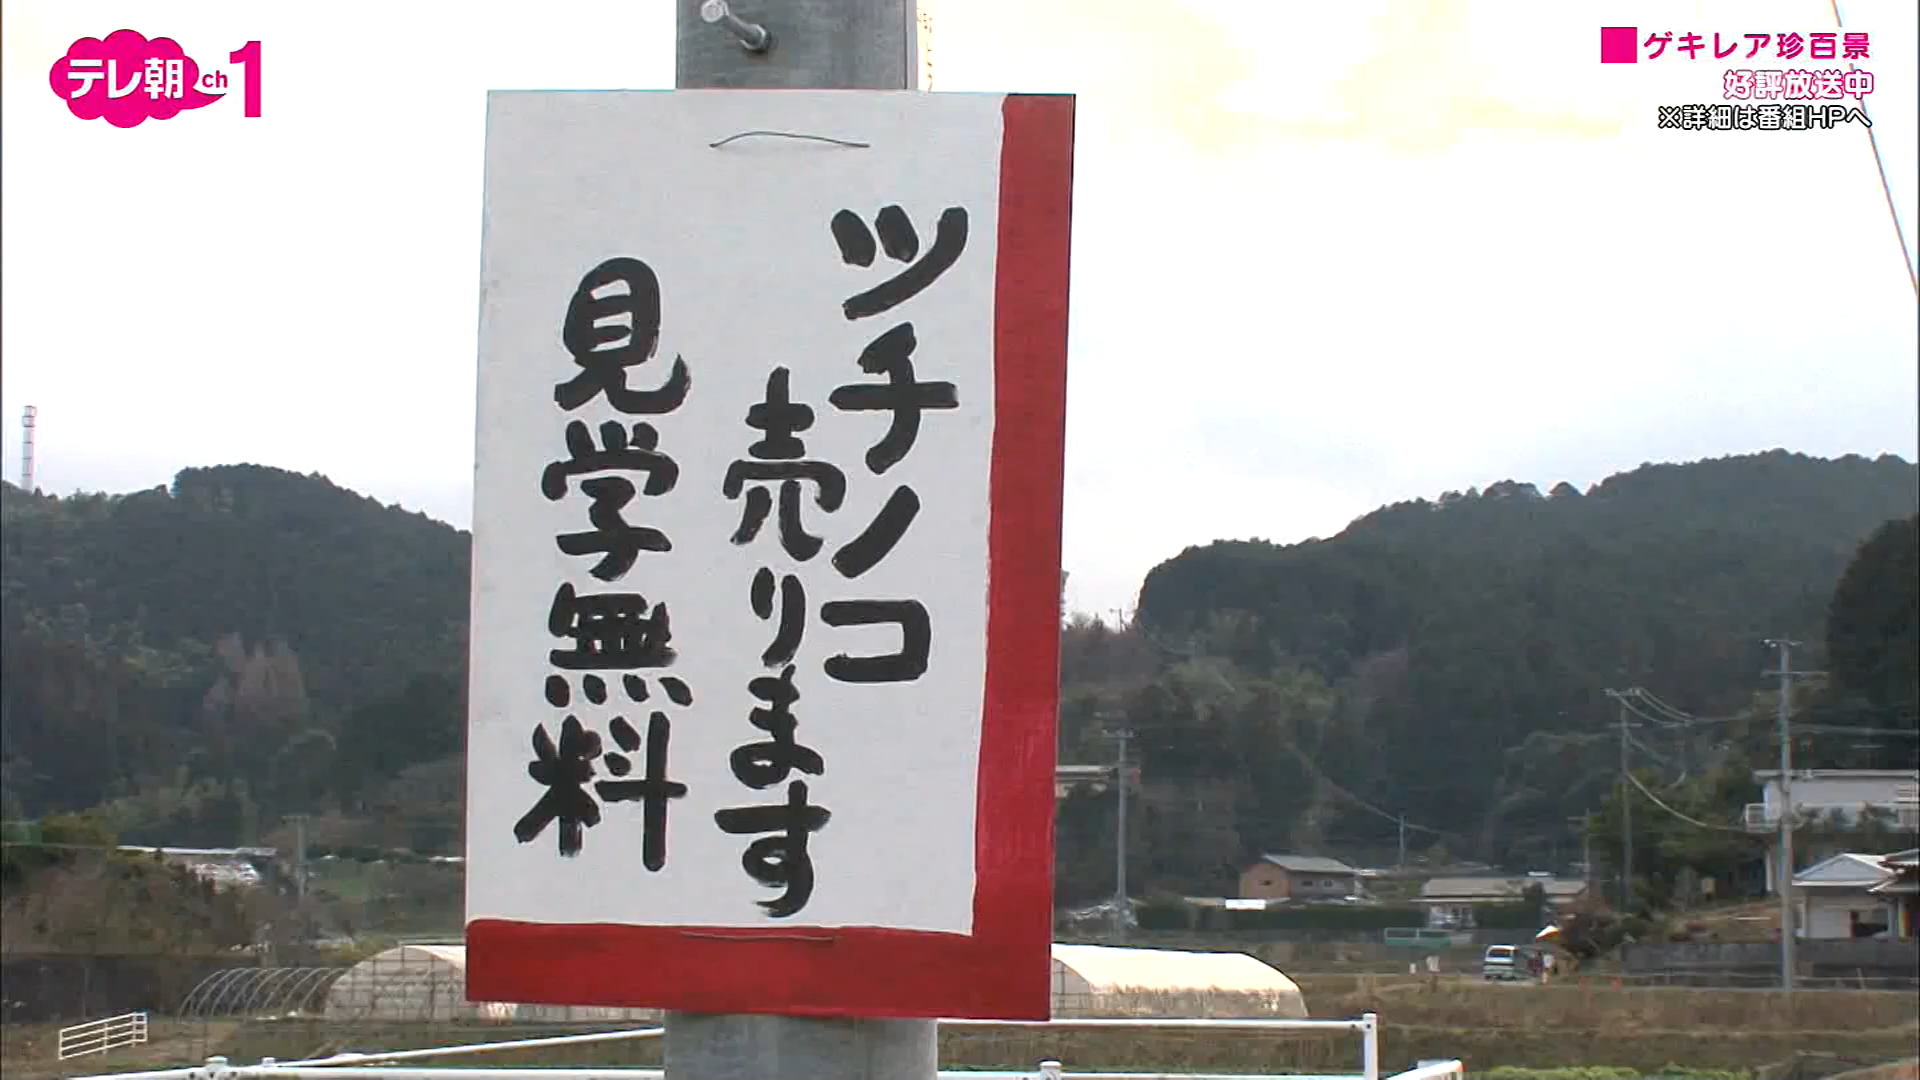 テレ朝ch1
■ゲキレア珍百景
好評放送中
※詳細は番組HPへ
ツチノコ
売ります
見学無料